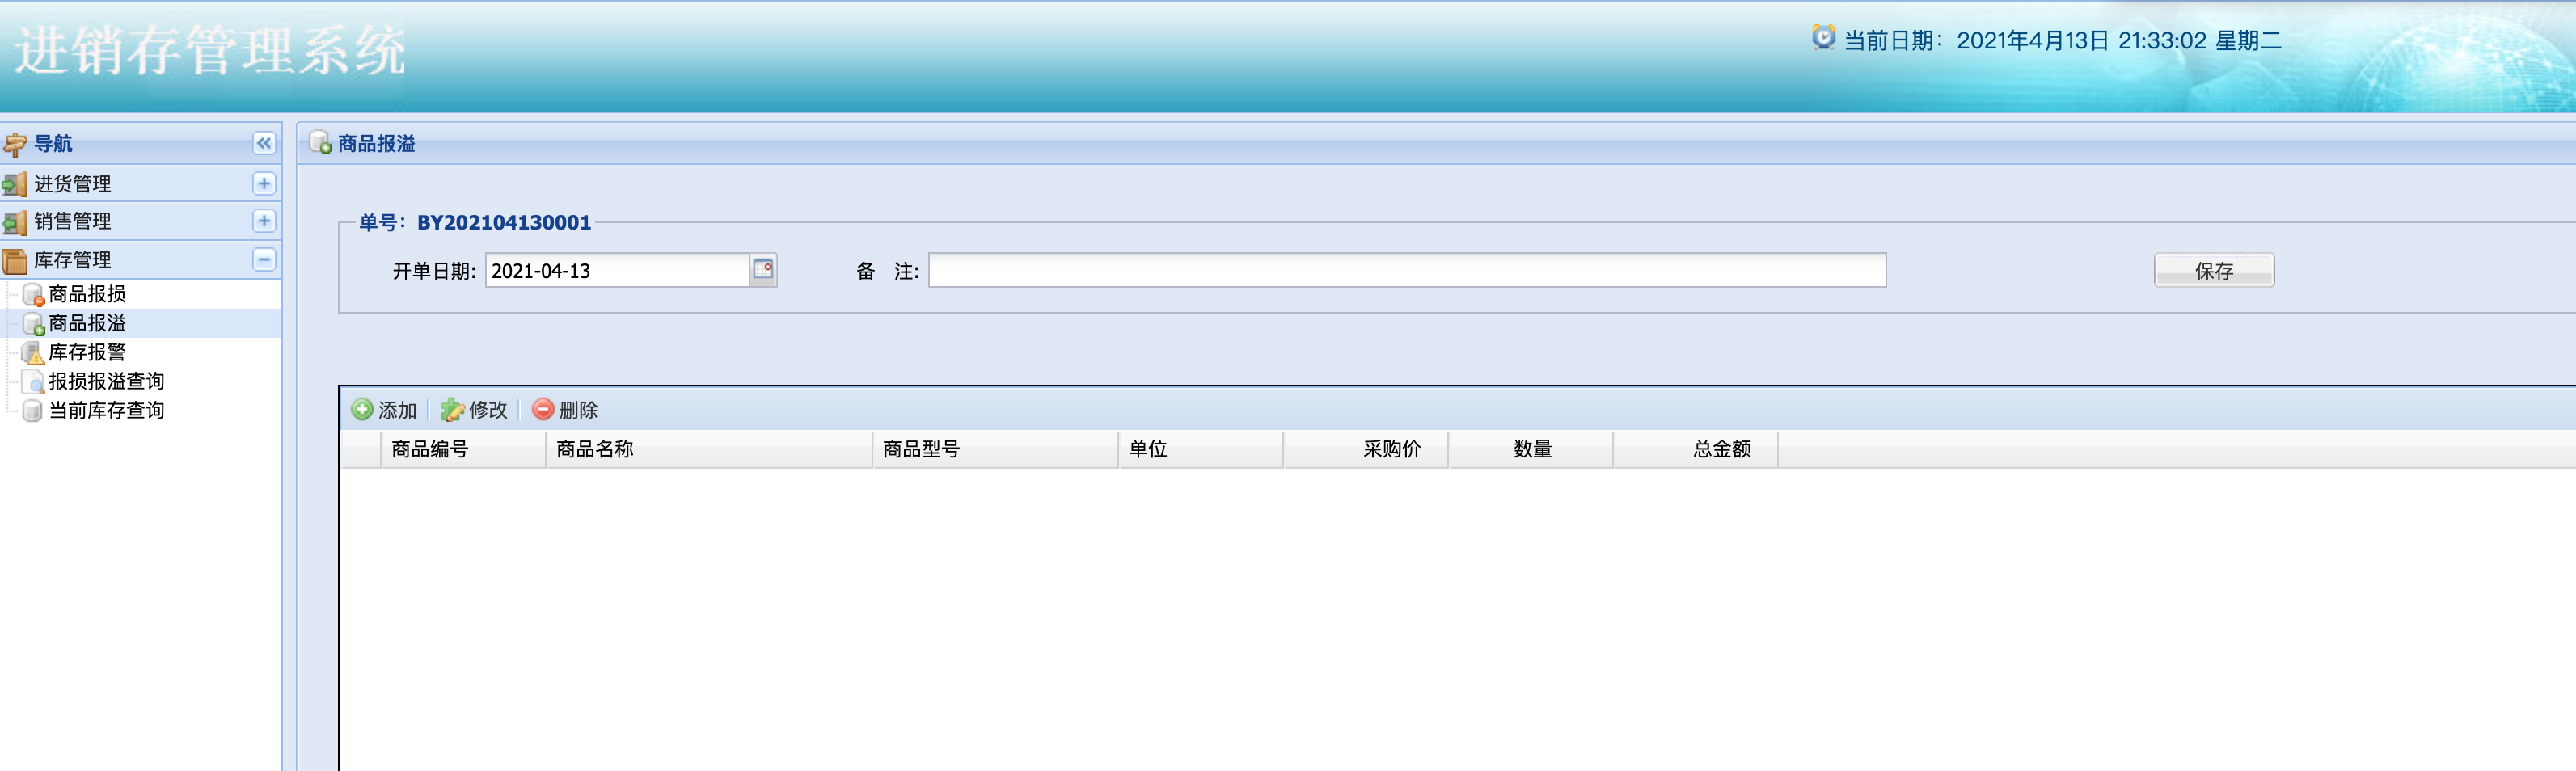 进销存管理系统
当前日期：2021年4月13日 21:33:02 星期二
导航
进货管理
销售管理
库存管理
商品报损
商品报溢
库存报警
报损报溢查询
当前库存查询
商品报溢
单号：BY202104130001
开单日期: 2021-04-13 备 注: 保存
添加 修改 删除
商品编号 商品名称 商品型号 单位 采购价 数量 总金额